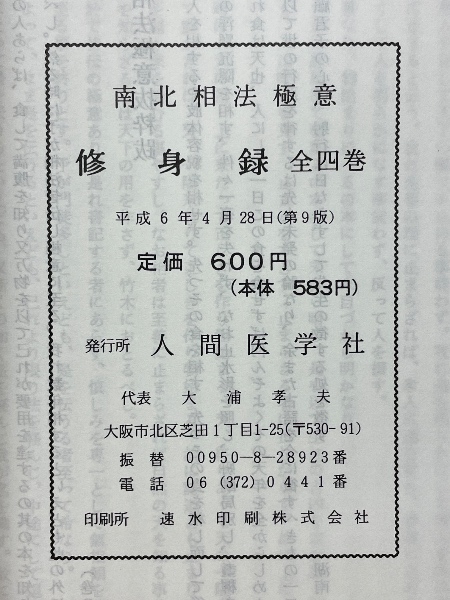 南北相法極意
修身録 全四巻
平成6年4月28日(第9版)
定価 600円
(本体 583円)
発行所 人間医学社
代表 大浦孝夫
大阪市北区芝田1丁目1-25(〒530-91)
振替 00950-8-28923番
電話 06(372)0441番
印刷所 速水印刷株式会社